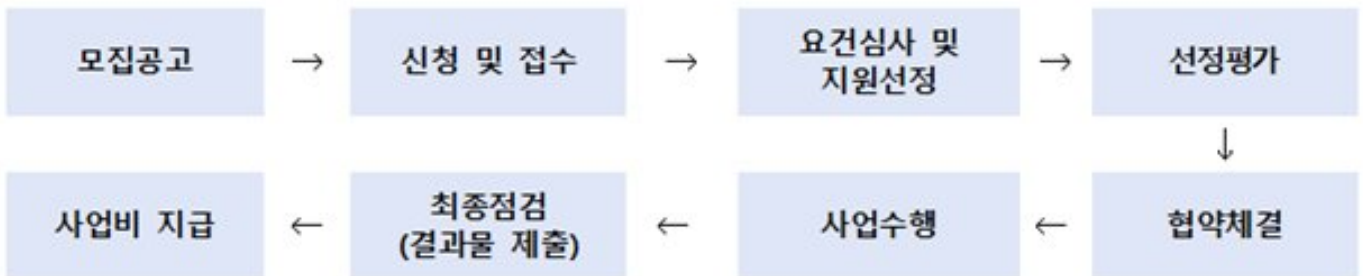 모집공고 → 신청 및 접수 → 요건심사 및
지원선정 → 선정평가
↓
협약체결
← 사업수행
← 최종점검
(결과물 제출)
← 사업비 지급